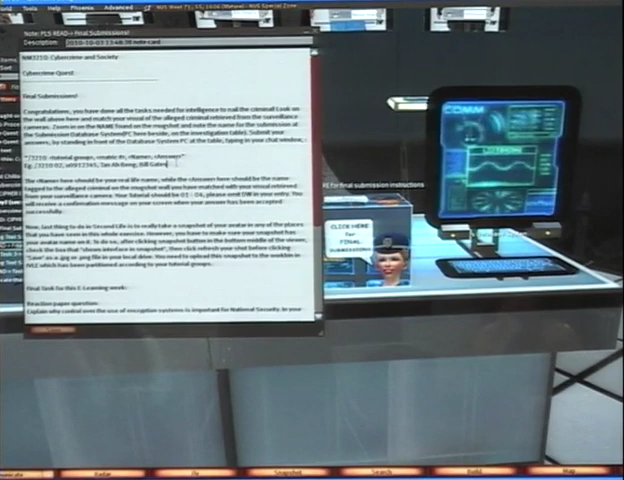 Help Phoenix Advanced
Note: PLS READ-> Final Submissions!
Description: 2010-10-03 15:48:38 note card
NM3210: Cybercrime and Society
Cybercrime Quest
Final Submissions!
Congratulations, you have done all the tasks needed for intelligence to nail the criminal! Look on
the wall above here and match your visual of the alleged criminal retrieved from the surveillance
cameras. Zoom in on the NAME found on the mugshot and note the name for the submission at
the Submission Database System(PC here beside, on the investigation table). Submit your
answers, by standing in front of the Database System PC at the table, typing in your chat window, :
"/3210 <tutorial group>, <matric #>, <Name>, <Answer>"
Eg. /3210 02, u0912345, Tan Ah Beng, Bill Gates
The <Name> here should be your real life name, while the <Answer> here should be the name
tagged to the alleged criminal on the mugshot wall you have matched with your visual retrieved
from your surveillance camera. Your tutorial should be
please omit
in your entry. You
will receive a confirmation message on your screen when your answer has been accepted
successfully
Now, last thing to do in Second Life is to really take a snapshot of your avatar in any of the places
that you have seen in this whole exercise. However, you have to make sure your snapshot has
your avatar name on it. To do so, after clicking snapshot button in the bottom middle of the viewer,
check the box that "shows interface in snapshot", Then click refresh your shot before clicking
"Save" as a .jpg or .png file in your local drive. You need to upload this snapshot to the workbin in
IVLE which has been partitioned according to your tutorial groups.
Final Task for this E-Learning week:
Reaction paper question:
Explain why control over the use of encryption systems is important for National Security. In your
RE for final submission instructions
CLICK HERE
for
FINAL
SUBMISSIONS
COMM
Radar
Snapshot
Search
Build
Map